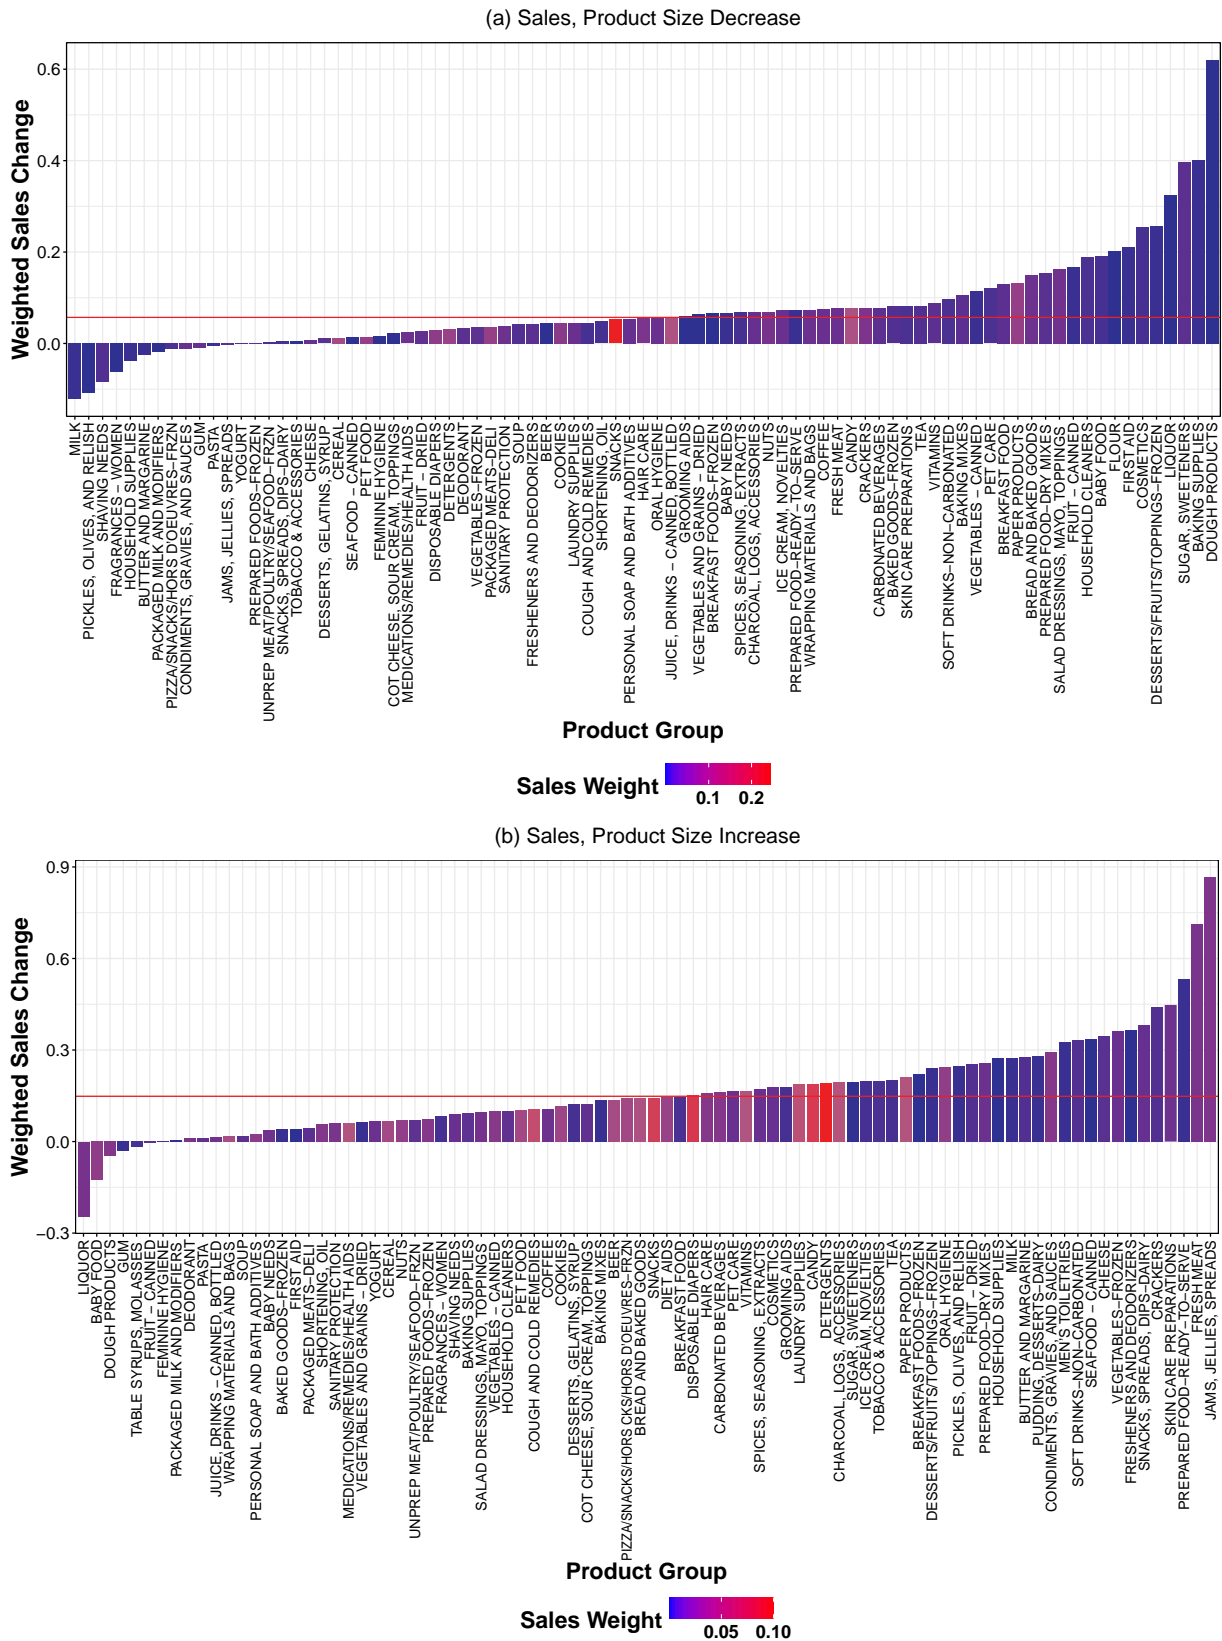 (a) Sales, Product Size Decrease
Weighted Sales Change
0.6
0.4
0.2
0.0
MILK
PICKLES, OLIVES, AND RELISH
SHAVING NEEDS
FRAGRANCES – WOMEN
HOUSEHOLD SUPPLIES
BUTTER AND MARGARINE
PACKAGED MILK AND MODIFIERS
PIZZA/SNACKS/HORS D'OEUVRES–FRZN
CONDIMENTS, GRAVIES, AND SAUCES
GUM
PASTA
JAMS, JELLIES, SPREADS
YOGURT
PREPARED FOODS–FROZEN
UNPREP MEAT/POULTRY/SEAFOOD–FRZN
SNACKS, SPREADS, DIPS–DAIRY
TOBACCO & ACCESSORIES
CHEESE
DESSERTS, GELATINS, SYRUP
CEREAL
SEAFOOD – CANNED
PET FOOD
FEMININE HYGIENE
COT CHEESE, SOUR CREAM, TOPPINGS
MEDICATIONS/REMEDIES/HEALTH AIDS
FRUIT – DRIED
DISPOSABLE DIAPERS
DETERGENTS
DEODORANT
VEGETABLES–FROZEN
PACKAGED MEATS–DELI
SANITARY PROTECTION
SOUP
FRESHENERS AND DEODORIZERS
BEER
COOKIES
LAUNDRY SUPPLIES
COUGH AND COLD REMEDIES
SHORTENING, OIL
SNACKS
PERSONAL SOAP AND BATH ADDITIVES
HAIR CARE
ORAL HYGIENE
JUICE, DRINKS – CANNED, BOTTLED
GROOMING AIDS
VEGETABLES AND GRAINS – DRIED
BREAKFAST FOODS–FROZEN
BABY NEEDS
SPICES, SEASONING, EXTRACTS
CHARCOAL, LOGS, ACCESSORIES
NUTS
ICE CREAM, NOVELTIES
PREPARED FOOD–READY–TO–SERVE
WRAPPING MATERIALS AND BAGS
COFFEE
FRESH MEAT
CANDY
CRACKERS
CARBONATED BEVERAGES
BAKED GOODS–FROZEN
SKIN CARE PREPARATIONS
TEA
VITAMINS
SOFT DRINKS–NON–CARBONATED
BAKING MIXES
VEGETABLES – CANNED
PET CARE
BREAKFAST FOOD
PAPER PRODUCTS
BREAD AND BAKED GOODS
PREPARED FOOD–DRY MIXES
SALAD DRESSINGS, MAYO, TOPPINGS
FRUIT – CANNED
HOUSEHOLD CLEANERS
BABY FOOD
FLOUR
FIRST AID
COSMETICS
DESSERTS/FRUITS/TOPPINGS–FROZEN
LIQUOR
SUGAR, SWEETENERS
BAKING SUPPLIES
DOUGH PRODUCTS
Product Group
Sales Weight
0.1 0.2
(b) Sales, Product Size Increase
Weighted Sales Change
0.9
0.6
0.3
0.0
−0.3
LIQUOR
BABY FOOD
DOUGH PRODUCTS
GUM
TABLE SYRUPS, MOLASSES
FRUIT – CANNED
FEMININE HYGIENE
PACKAGED MILK AND MODIFIERS
DEODORANT
PASTA
JUICE, DRINKS – CANNED, BOTTLED
WRAPPING MATERIALS AND BAGS
SOUP
PERSONAL SOAP AND BATH ADDITIVES
BABY NEEDS
BAKED GOODS–FROZEN
FIRST AID
PACKAGED MEATS–DELI
SHORTENING, OIL
SANITARY PROTECTION
MEDICATIONS/REMEDIES/HEALTH AIDS
VEGETABLES AND GRAINS – DRIED
YOGURT
CEREAL
NUTS
UNPREP MEAT/POULTRY/SEAFOOD–FRZN
PREPARED FOODS–FROZEN
FRAGRANCES – WOMEN
SHAVING NEEDS
BAKING SUPPLIES
SALAD DRESSINGS, MAYO, TOPPINGS
VEGETABLES – CANNED
HOUSEHOLD CLEANERS
PET FOOD
COUGH AND COLD REMEDIES
COFFEE
COOKIES
DESSERTS, GELATINS, SYRUP
COT CHEESE, SOUR CREAM, TOPPINGS
BAKING MIXES
BEER
PIZZA/SNACKS/HORS D'OEUVRES–FRZN
BREAD AND BAKED GOODS
SNACKS
DIET AIDS
BREAKFAST FOOD
DISPOSABLE DIAPERS
HAIR CARE
CARBONATED BEVERAGES
PET CARE
VITAMINS
SPICES, SEASONING, EXTRACTS
COSMETICS
GROOMING AIDS
LAUNDRY SUPPLIES
CANDY
DETERGENTS
CHARCOAL, LOGS, ACCESSORIES
SUGAR, SWEETENERS
ICE CREAM, NOVELTIES
TOBACCO & ACCESSORIES
TEA
PAPER PRODUCTS
BREAKFAST FOODS–FROZEN
DESSERTS/FRUITS/TOPPINGS–FROZEN
ORAL HYGIENE
PICKLES, OLIVES, AND RELISH
FRUIT – DRIED
PREPARED FOOD–DRY MIXES
HOUSEHOLD SUPPLIES
MILK
BUTTER AND MARGARINE
PUDDING, DESSERTS–DAIRY
CONDIMENTS, GRAVIES, AND SAUCES
MEN'S TOILETRIES
SOFT DRINKS–NON–CARBONATED
SEAFOOD – CANNED
CHEESE
VEGETABLES–FROZEN
FRESHENERS AND DEODORIZERS
SNACKS, SPREADS, DIPS–DAIRY
CRACKERS
SKIN CARE PREPARATIONS
PREPARED FOOD–READY–TO–SERVE
FRESH MEAT
JAMS, JELLIES, SPREADS
Product Group
Sales Weight
0.05 0.10